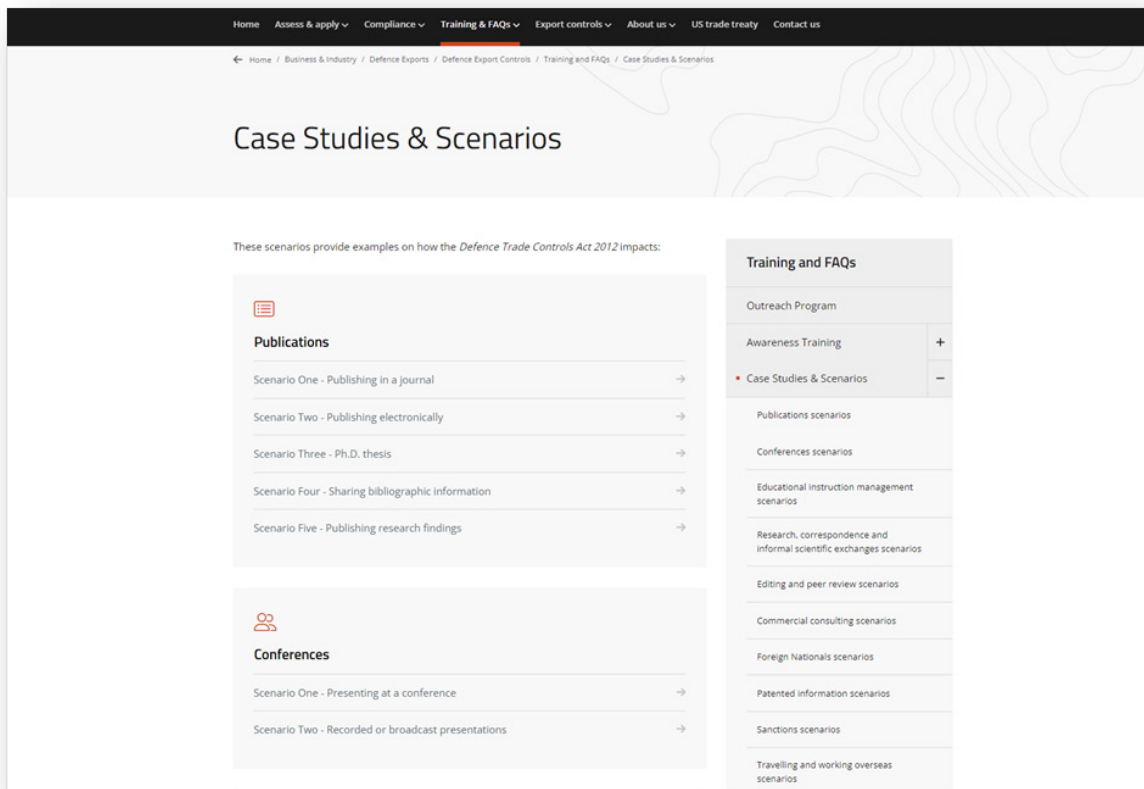 Home Assess & apply Compliance Training & FAQs Export controls About us US trade treaty Contact us
Home / Business & Industry / Defence Exports / Defence Export Controls / Training and FAQs / Case Studies & Scenarios
Case Studies & Scenarios
These scenarios provide examples on how the Defence Trade Controls Act 2012 impacts:
Publications
Scenario One - Publishing in a journal
Scenario Two - Publishing electronically
Scenario Three - Ph.D. thesis
Scenario Four - Sharing bibliographic information
Scenario Five - Publishing research findings
Conferences
Scenario One - Presenting at a conference
Scenario Two - Recorded or broadcast presentations
Training and FAQs
Outreach Program
Awareness Training +
Case Studies & Scenarios −
Publications scenarios
Conferences scenarios
Educational instruction management
scenarios
Research, correspondence and
informal scientific exchanges scenarios
Editing and peer review scenarios
Commercial consulting scenarios
Foreign Nationals scenarios
Patented information scenarios
Sanctions scenarios
Travelling and working overseas
scenarios